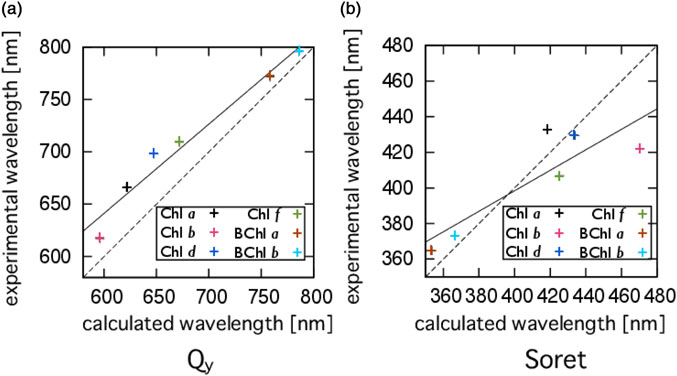 (a)
experimental wavelength [nm]
800
750
700
650
600
Chl a
Chl f
Chl b
BChl a
Chl d
BChl b
600 650 700 750 800
calculated wavelength [nm]
Qy
(b)
experimental wavelength [nm]
480
460
440
420
400
380
360
Chl a
Chl f
Chl b
BChl a
Chl d
BChl b
360 380 400 420 440 460 480
calculated wavelength [nm]
Soret